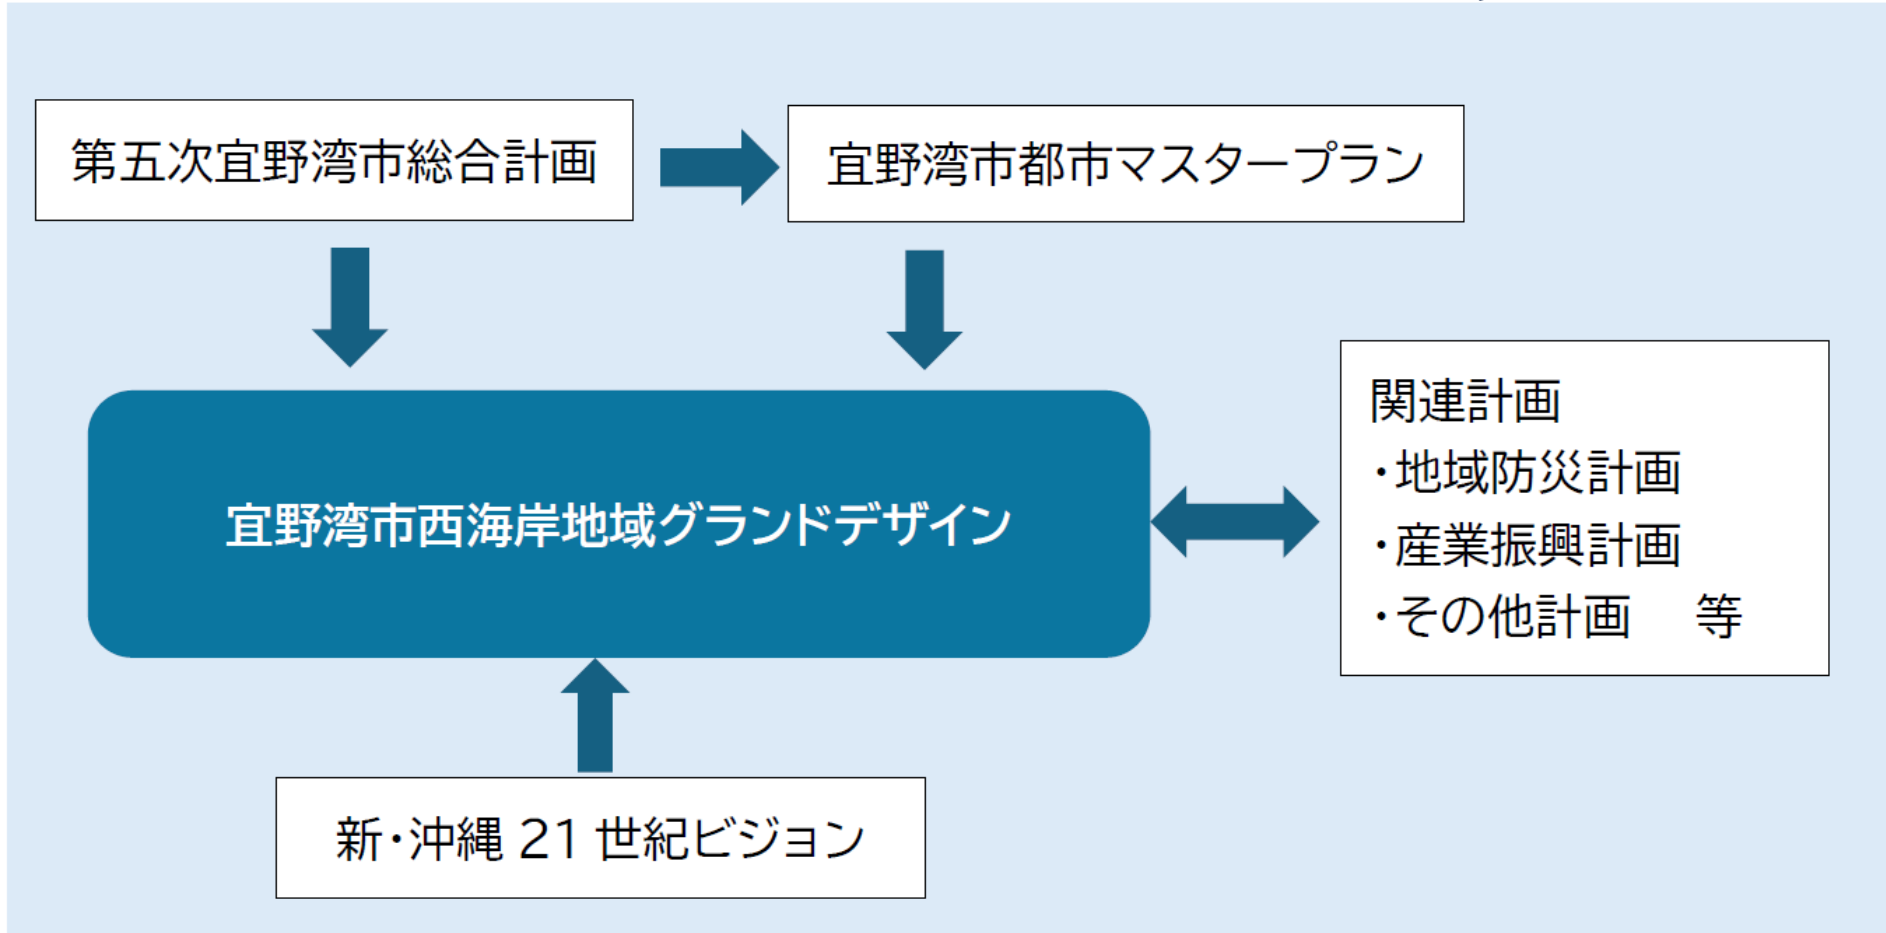 第五次宜野湾市総合計画
宜野湾市都市マスタープラン
宜野湾市西海岸地域グランドデザイン
関連計画
・地域防災計画
・産業振興計画
・その他計画　等
新・沖縄 21 世紀ビジョン